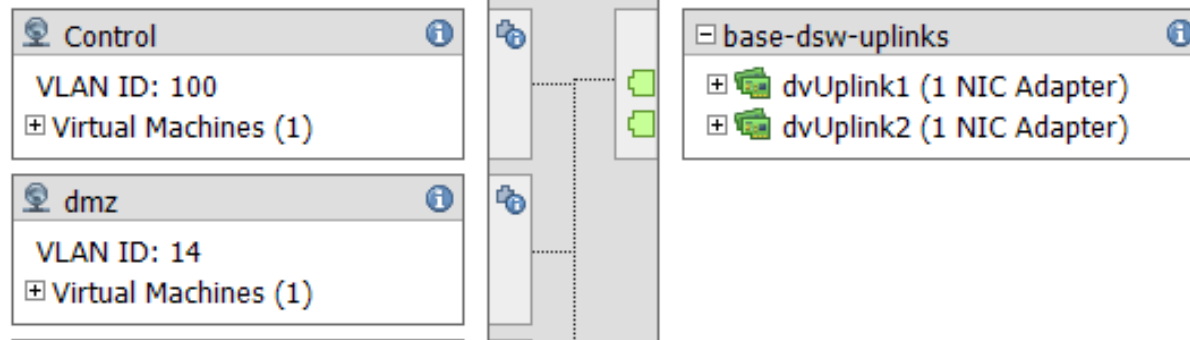 Control
VLAN ID: 100
Virtual Machines (1)
dmz
VLAN ID: 14
Virtual Machines (1)
base-dsw-uplinks
dvUplink1 (1 NIC Adapter)
dvUplink2 (1 NIC Adapter)